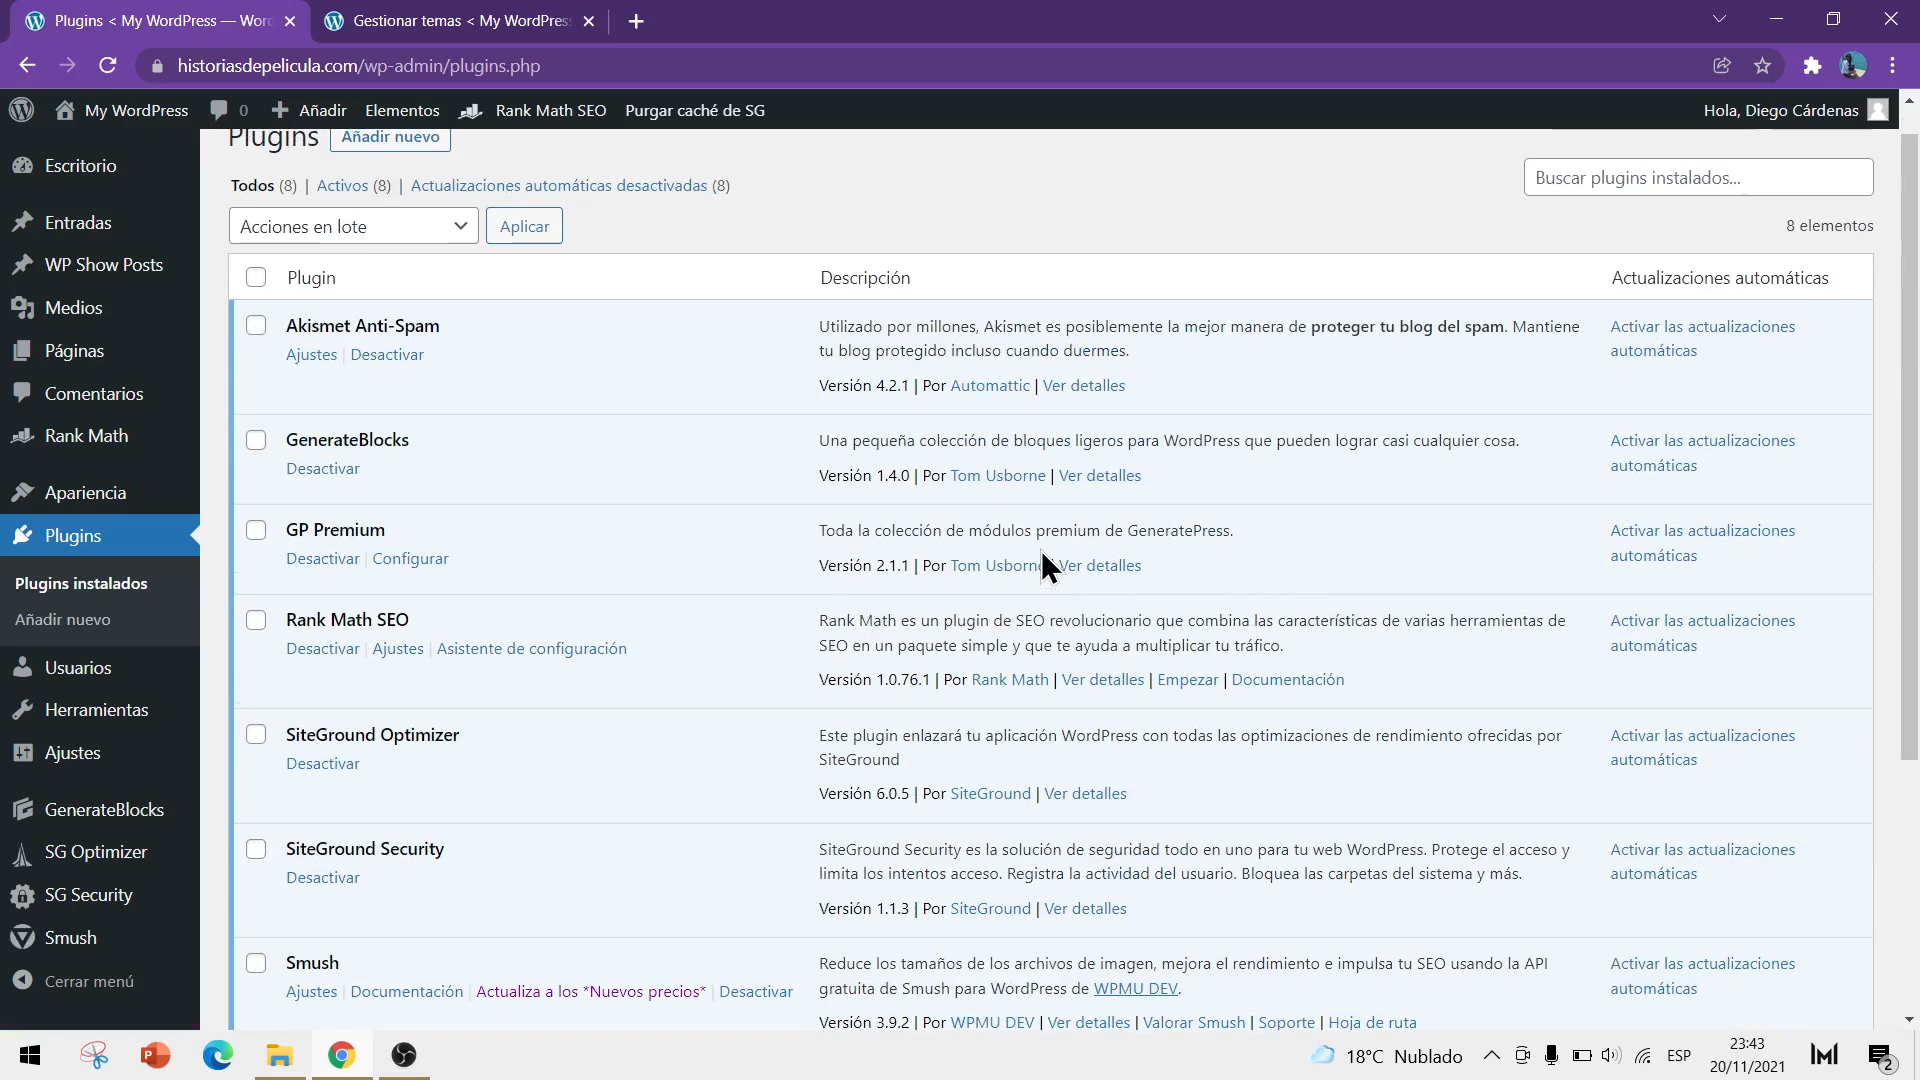 Plugins < My WordPress — Wor
Gestionar temas < My WordPres
historiasdepelicula.com/wp-admin/plugins.php
My WordPress
0
Añadir
Elementos
Rank Math SEO
Purgar caché de SG
Hola, Diego Cárdenas
Escritorio
Entradas
WP Show Posts
Medios
Páginas
Comentarios
Rank Math
Apariencia
Plugins
Plugins instalados
Añadir nuevo
Usuarios
Herramientas
Ajustes
GenerateBlocks
SG Optimizer
SG Security
Smush
Cerrar menú
Plugins
Añadir nuevo
Todos (8) | Activos (8) | Actualizaciones automáticas desactivadas (8)
Buscar plugins instalados...
Acciones en lote
Aplicar
8 elementos
Plugin
Descripción
Actualizaciones automáticas
Akismet Anti-Spam
Ajustes | Desactivar
Utilizado por millones, Akismet es posiblemente la mejor manera de proteger tu blog del spam. Mantiene
tu blog protegido incluso cuando duermes.
Versión 4.2.1 | Por Automattic | Ver detalles
Activar las actualizaciones
automáticas
GenerateBlocks
Desactivar
Una pequeña colección de bloques ligeros para WordPress que pueden lograr casi cualquier cosa.
Versión 1.4.0 | Por Tom Usborne | Ver detalles
Activar las actualizaciones
automáticas
GP Premium
Desactivar | Configurar
Toda la colección de módulos premium de GeneratePress.
Versión 2.1.1 | Por Tom Usborne Ver detalles
Activar las actualizaciones
automáticas
Rank Math SEO
Desactivar | Ajustes | Asistente de configuración
Rank Math es un plugin de SEO revolucionario que combina las características de varias herramientas de
SEO en un paquete simple y que te ayuda a multiplicar tu tráfico.
Versión 1.0.76.1 | Por Rank Math | Ver detalles | Empezar | Documentación
Activar las actualizaciones
automáticas
SiteGround Optimizer
Desactivar
Este plugin enlazará tu aplicación WordPress con todas las optimizaciones de rendimiento ofrecidas por
SiteGround
Versión 6.0.5 | Por SiteGround | Ver detalles
Activar las actualizaciones
automáticas
SiteGround Security
Desactivar
SiteGround Security es la solución de seguridad todo en uno para tu web WordPress. Protege el acceso y
limita los intentos acceso. Registra la actividad del usuario. Bloquea las carpetas del sistema y más.
Versión 1.1.3 | Por SiteGround | Ver detalles
Activar las actualizaciones
automáticas
Smush
Ajustes | Documentación | Actualiza a los *Nuevos precios* | Desactivar
Reduce los tamaños de los archivos de imagen, mejora el rendimiento e impulsa tu SEO usando la API
gratuita de Smush para WordPress de WPMU DEV.
Versión 3.9.2 | Por WPMU DEV | Ver detalles | Valorar Smush | Soporte | Hoja de ruta
Activar las actualizaciones
automáticas
18°C Nublado
ESP
23:43
20/11/2021
2